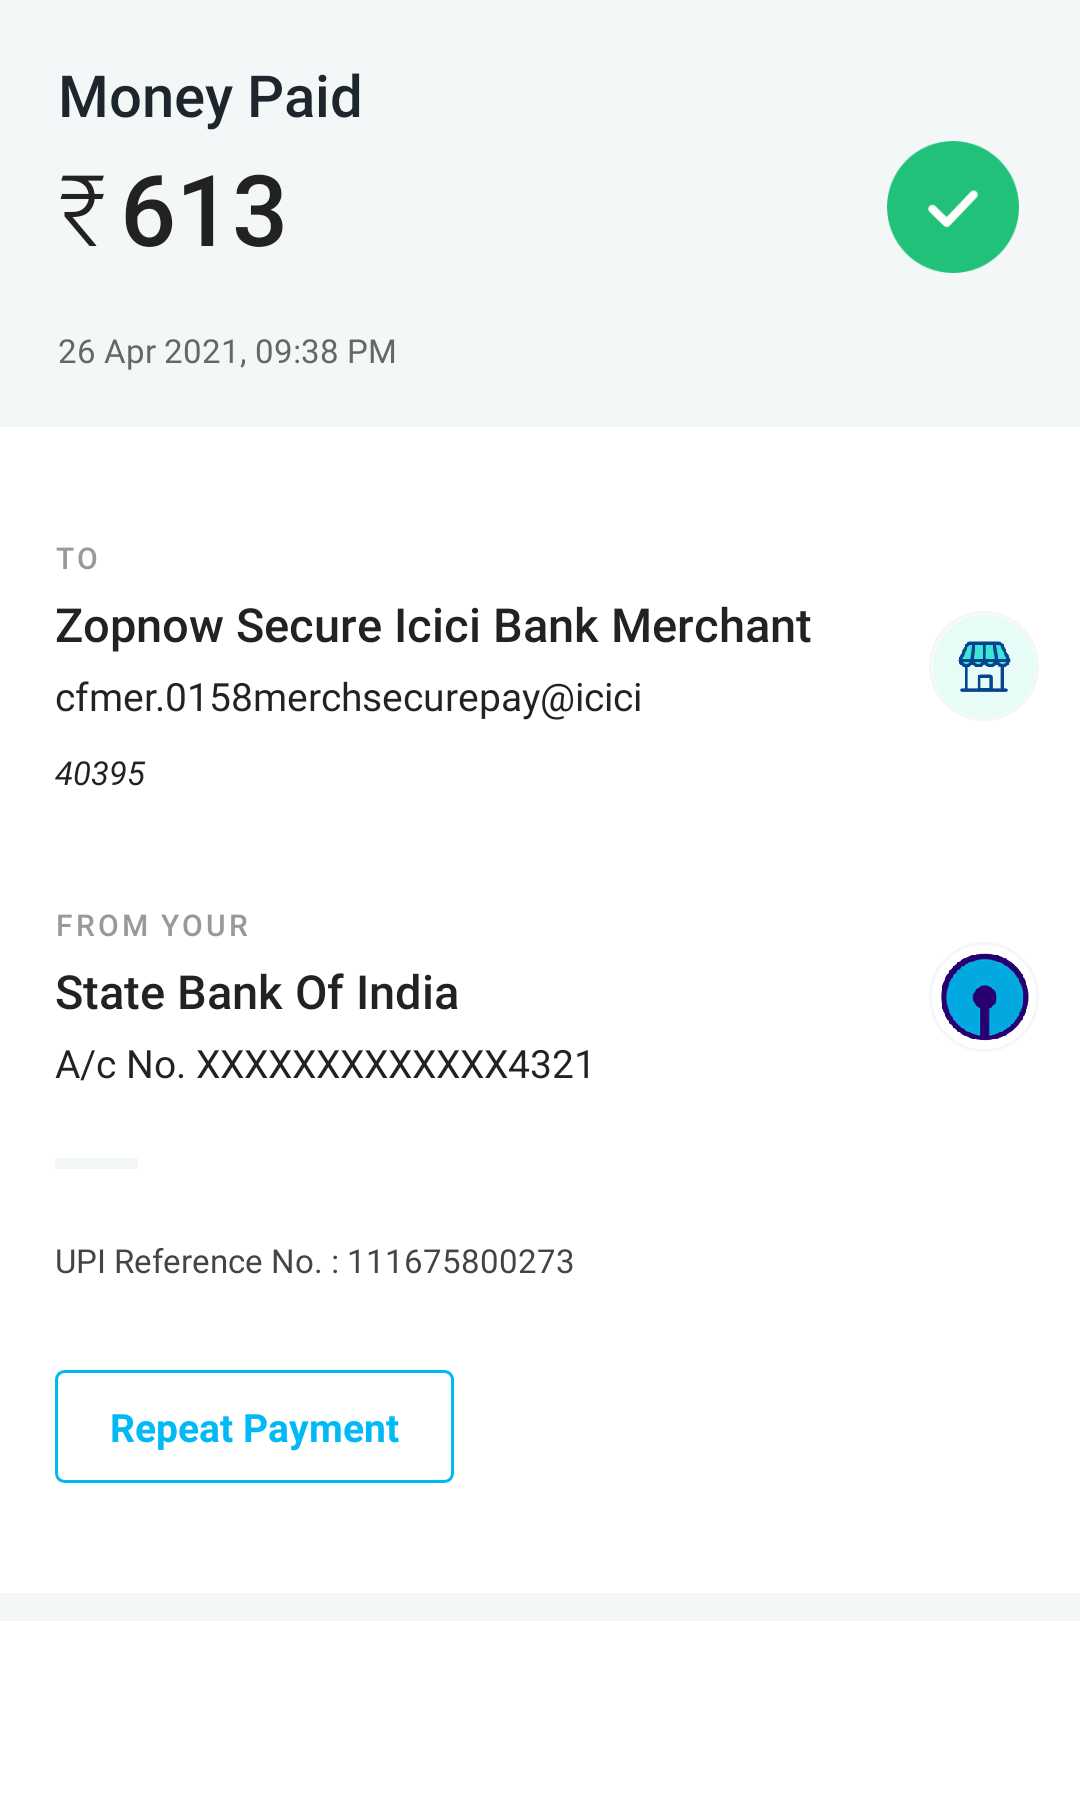 Money Paid
₹613
26 Apr 2021, 09:38 PM
TO
Zopnow Secure Icici Bank Merchant
cfmer.0158merchsecurepay@icici
40395
FROM YOUR
State Bank Of India
A/c No. XXXXXXXXXXXXX4321
UPI Reference No. : 111675800273
Repeat Payment